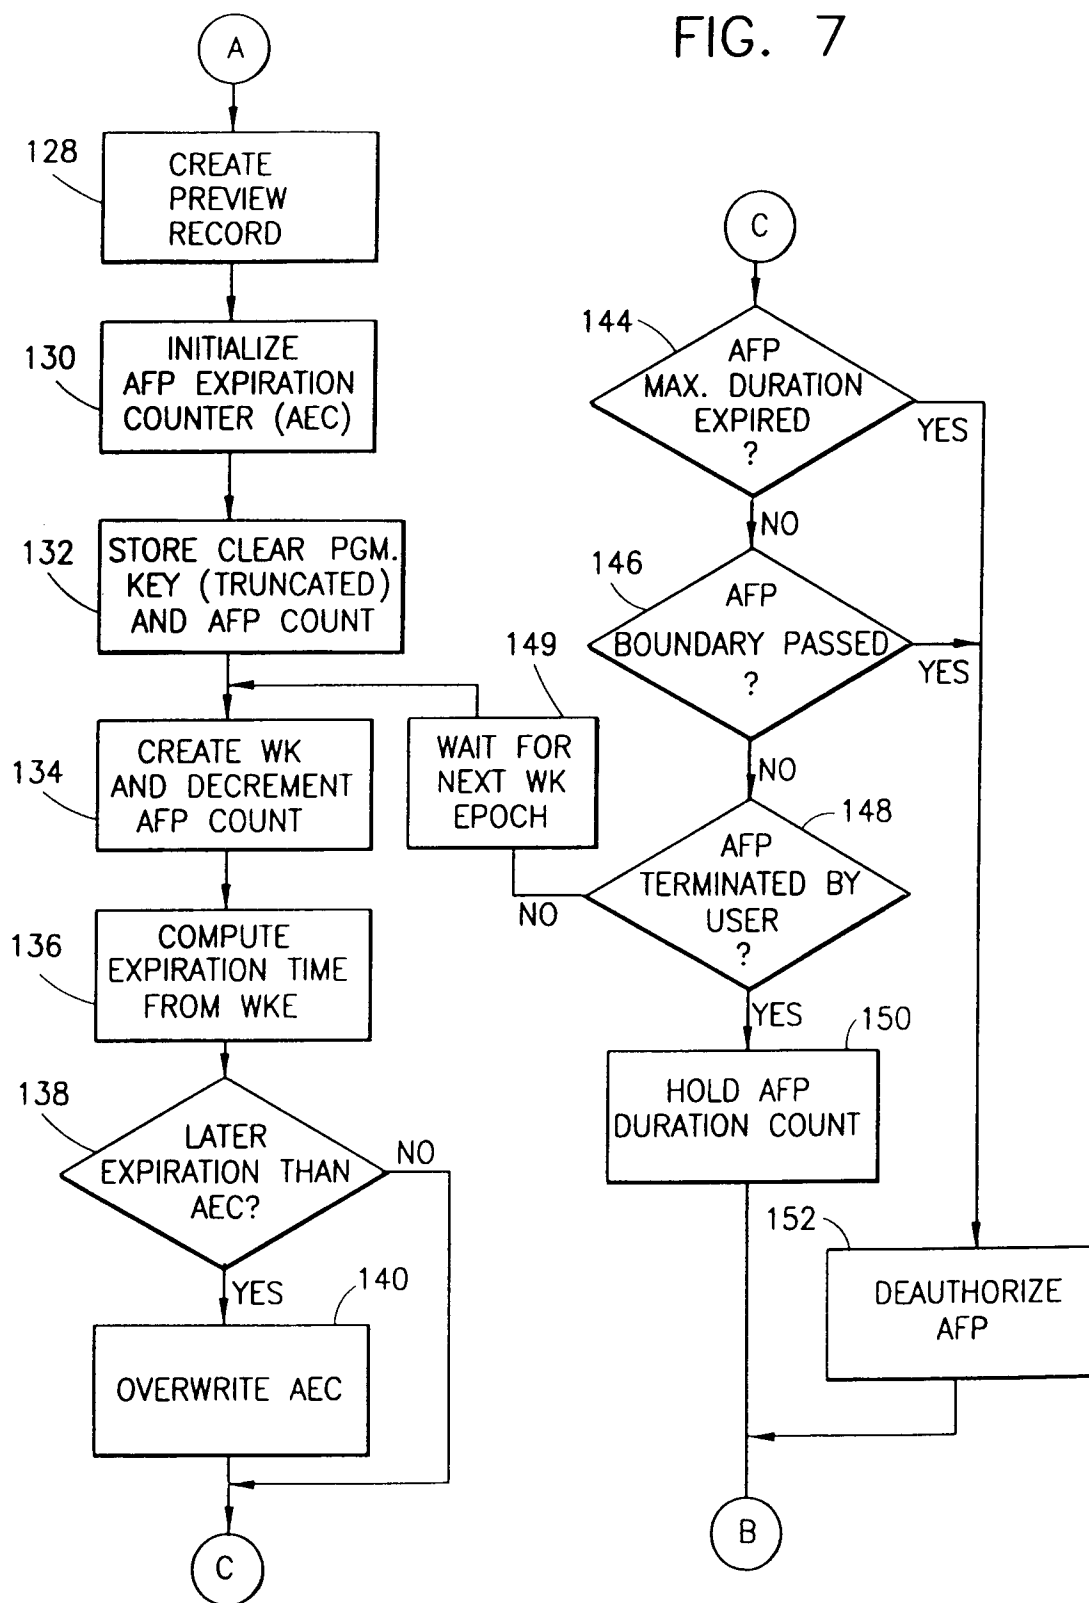 FIG. 7
A
128
CREATE
PREVIEW
RECORD
130
INITIALIZE
AFP EXPIRATION
COUNTER (AEC)
132
STORE CLEAR PGM.
KEY (TRUNCATED)
AND AFP COUNT
134
CREATE WK
AND DECREMENT
AFP COUNT
149
WAIT FOR
NEXT WK
EPOCH
136
COMPUTE
EXPIRATION TIME
FROM WKE
138
LATER
EXPIRATION THAN
AEC?
NO
YES
140
OVERWRITE AEC
C
C
144
AFP
MAX. DURATION
EXPIRED
?
YES
NO
146
AFP
BOUNDARY PASSED
?
YES
NO
148
AFP
TERMINATED BY
USER
?
NO
YES
150
HOLD AFP
DURATION COUNT
152
DEAUTHORIZE
AFP
B